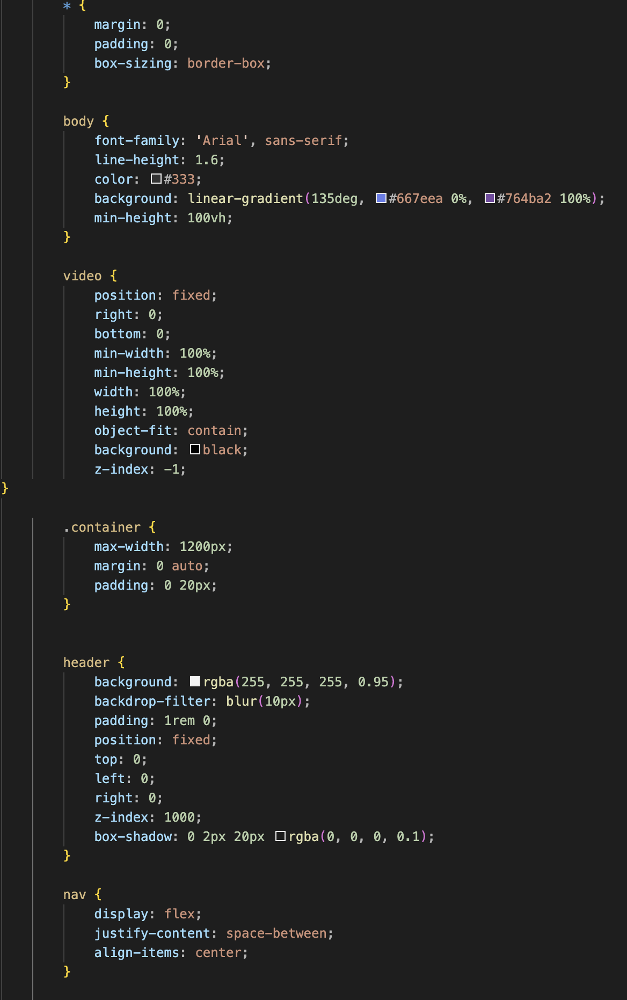 * {
margin: 0;
padding: 0;
box-sizing: border-box;
}
body {
font-family: 'Arial', sans-serif;
line-height: 1.6;
color: #333;
background: linear-gradient(135deg, #667eea 0%, #764ba2 100%);
min-height: 100vh;
}
video {
position: fixed;
right: 0;
bottom: 0;
min-width: 100%;
min-height: 100%;
width: 100%;
height: 100%;
object-fit: contain;
background: black;
z-index: -1;
}
.container {
max-width: 1200px;
margin: 0 auto;
padding: 0 20px;
}
header {
background: rgba(255, 255, 255, 0.95);
backdrop-filter: blur(10px);
padding: 1rem 0;
position: fixed;
top: 0;
left: 0;
right: 0;
z-index: 1000;
box-shadow: 0 2px 20px rgba(0, 0, 0, 0.1);
}
nav {
display: flex;
justify-content: space-between;
align-items: center;
}